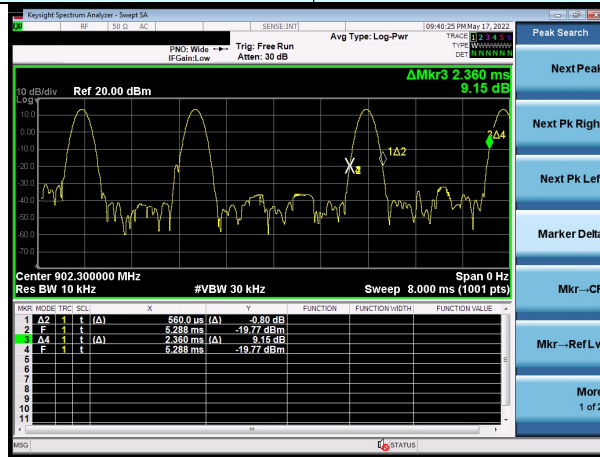 Keysight Spectrum Analyzer - Swept SA
LXI RF 50 Ω AC SENSE:INT 09:40:25 PM May 17, 2022
Avg Type: Log-Pwr
TRACE 1 2 3 4 5 6
TYPE WWWWWWW
DET N N N N N N
PNO: Wide
IFGain:Low
Trig: Free Run
Atten: 30 dB
ΔMkr3 2.360 ms
9.15 dB
10 dB/div Ref 20.00 dBm
Log
10.0
0.00
-10.0
-20.0
-30.0
-40.0
-50.0
-60.0
-70.0
1Δ2
3Δ4
Center 902.300000 MHz Span 0 Hz
Res BW 10 kHz #VBW 30 kHz Sweep 8.000 ms (1001 pts)
MKR MODE TRC SCL X Y FUNCTION FUNCTION WIDTH FUNCTION VALUE
1 Δ2 1 t (Δ) 560.0 µs (Δ) -0.80 dB
2 F 1 t 5.288 ms -19.77 dBm
3 Δ4 1 t (Δ) 2.360 ms (Δ) 9.15 dB
4 F 1 t 5.288 ms -19.77 dBm
5
6
7
8
9
10
11
MSG STATUS
Peak Search
Next Peak
Next Pk Righ
Next Pk Lef
Marker Delta
Mkr→CF
Mkr→Ref Lv
More
1 of 2